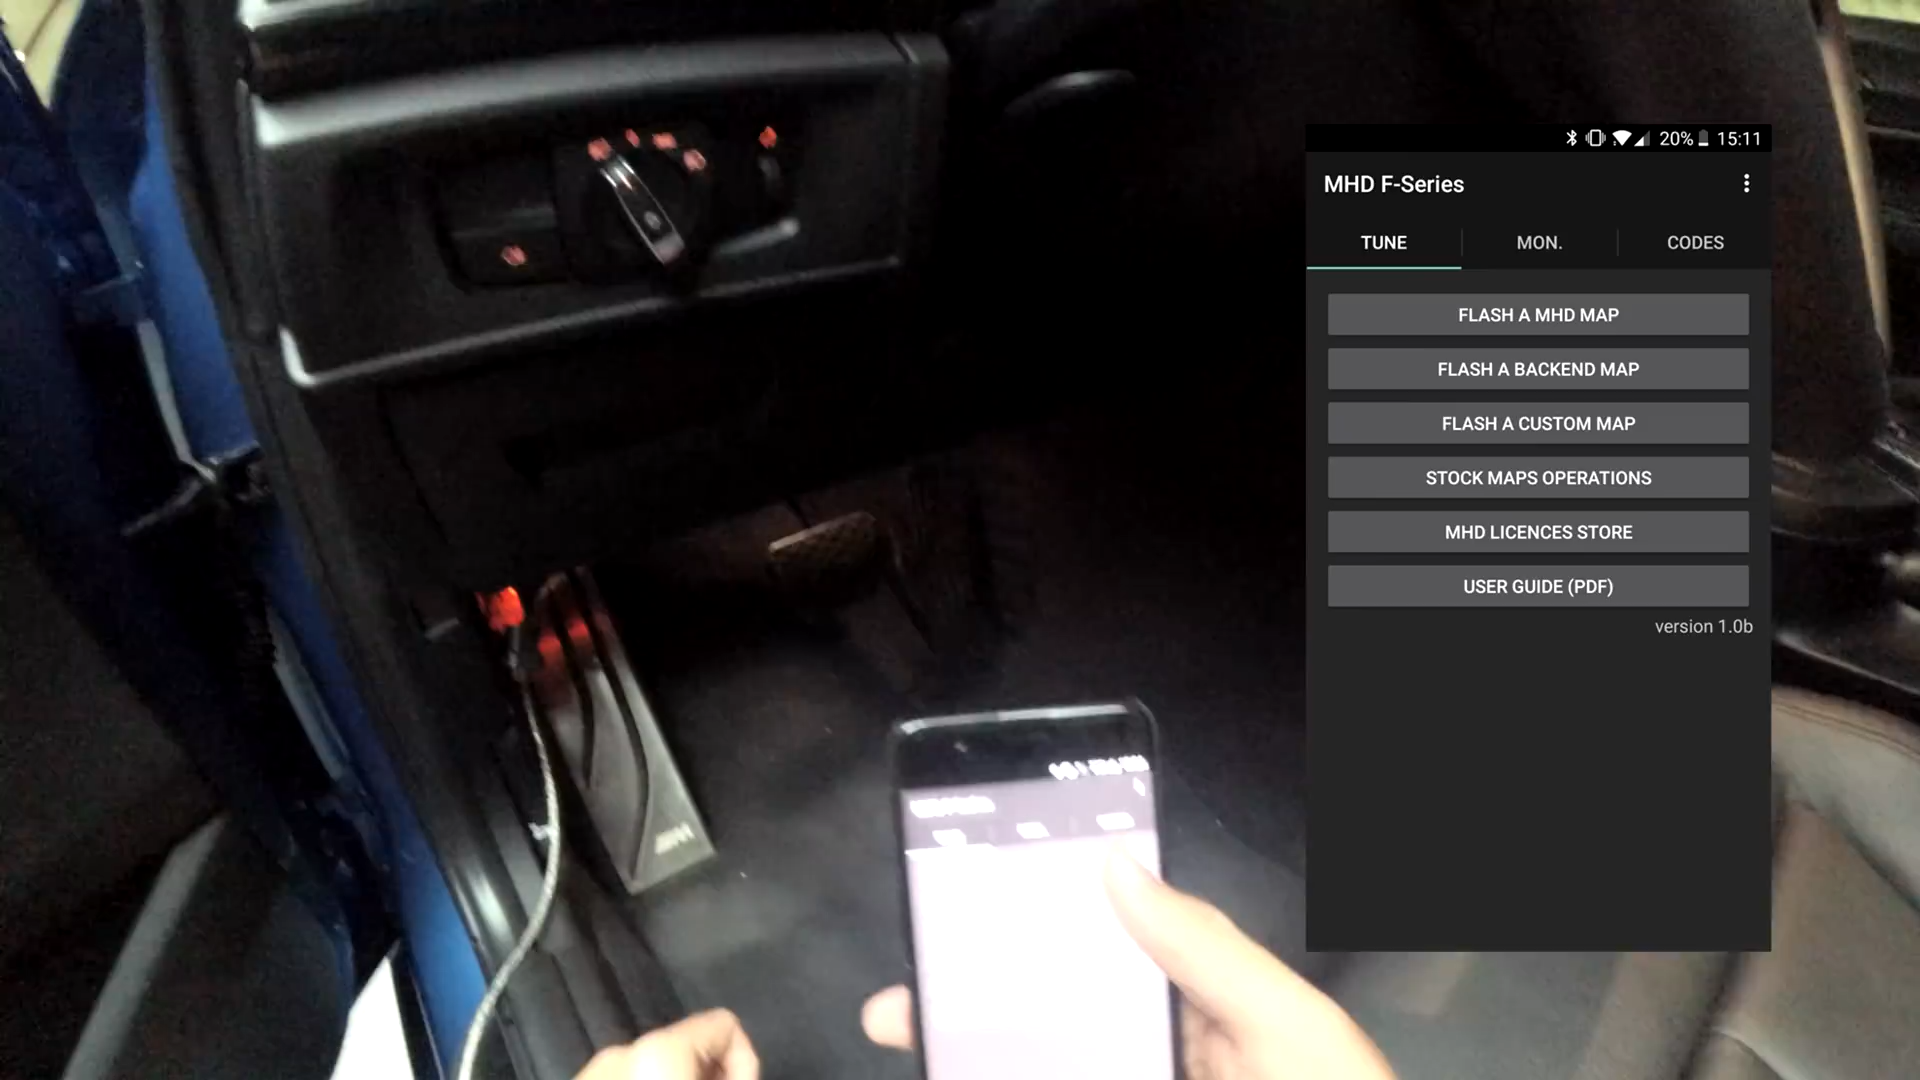 20% 15:11
MHD F-Series
TUNE MON. CODES
FLASH A MHD MAP
FLASH A BACKEND MAP
FLASH A CUSTOM MAP
STOCK MAPS OPERATIONS
MHD LICENCES STORE
USER GUIDE (PDF)
version 1.0b